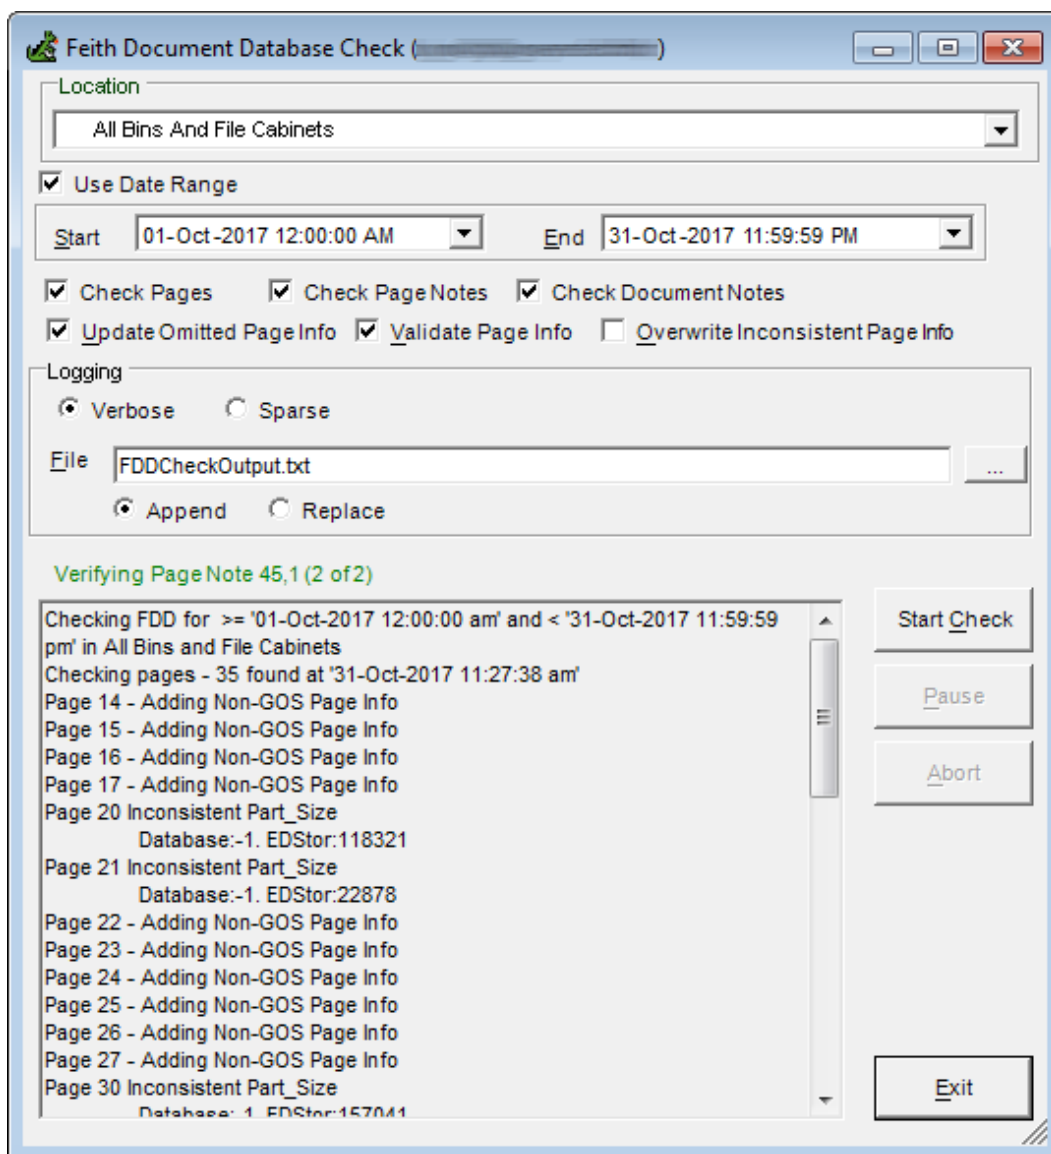 Feith Document Database Check ( )
Location
All Bins And File Cabinets
Use Date Range
Start 01-Oct-2017 12:00:00 AM End 31-Oct-2017 11:59:59 PM
Check Pages Check Page Notes Check Document Notes
Update Omitted Page Info Validate Page Info Overwrite Inconsistent Page Info
Logging
Verbose Sparse
File FDDCheckOutput.txt ...
Append Replace
Verifying Page Note 45,1 (2 of 2)
Checking FDD for >= '01-Oct-2017 12:00:00 am' and < '31-Oct-2017 11:59:59
pm' in All Bins and File Cabinets
Checking pages - 35 found at '31-Oct-2017 11:27:38 am'
Page 14 - Adding Non-GOS Page Info
Page 15 - Adding Non-GOS Page Info
Page 16 - Adding Non-GOS Page Info
Page 17 - Adding Non-GOS Page Info
Page 20 Inconsistent Part_Size
Database:-1. EDStor:118321
Page 21 Inconsistent Part_Size
Database:-1. EDStor:22878
Page 22 - Adding Non-GOS Page Info
Page 23 - Adding Non-GOS Page Info
Page 24 - Adding Non-GOS Page Info
Page 25 - Adding Non-GOS Page Info
Page 26 - Adding Non-GOS Page Info
Page 27 - Adding Non-GOS Page Info
Page 30 Inconsistent Part_Size
Database:-1. EDStor:157041
Start Check
Pause
Abort
Exit